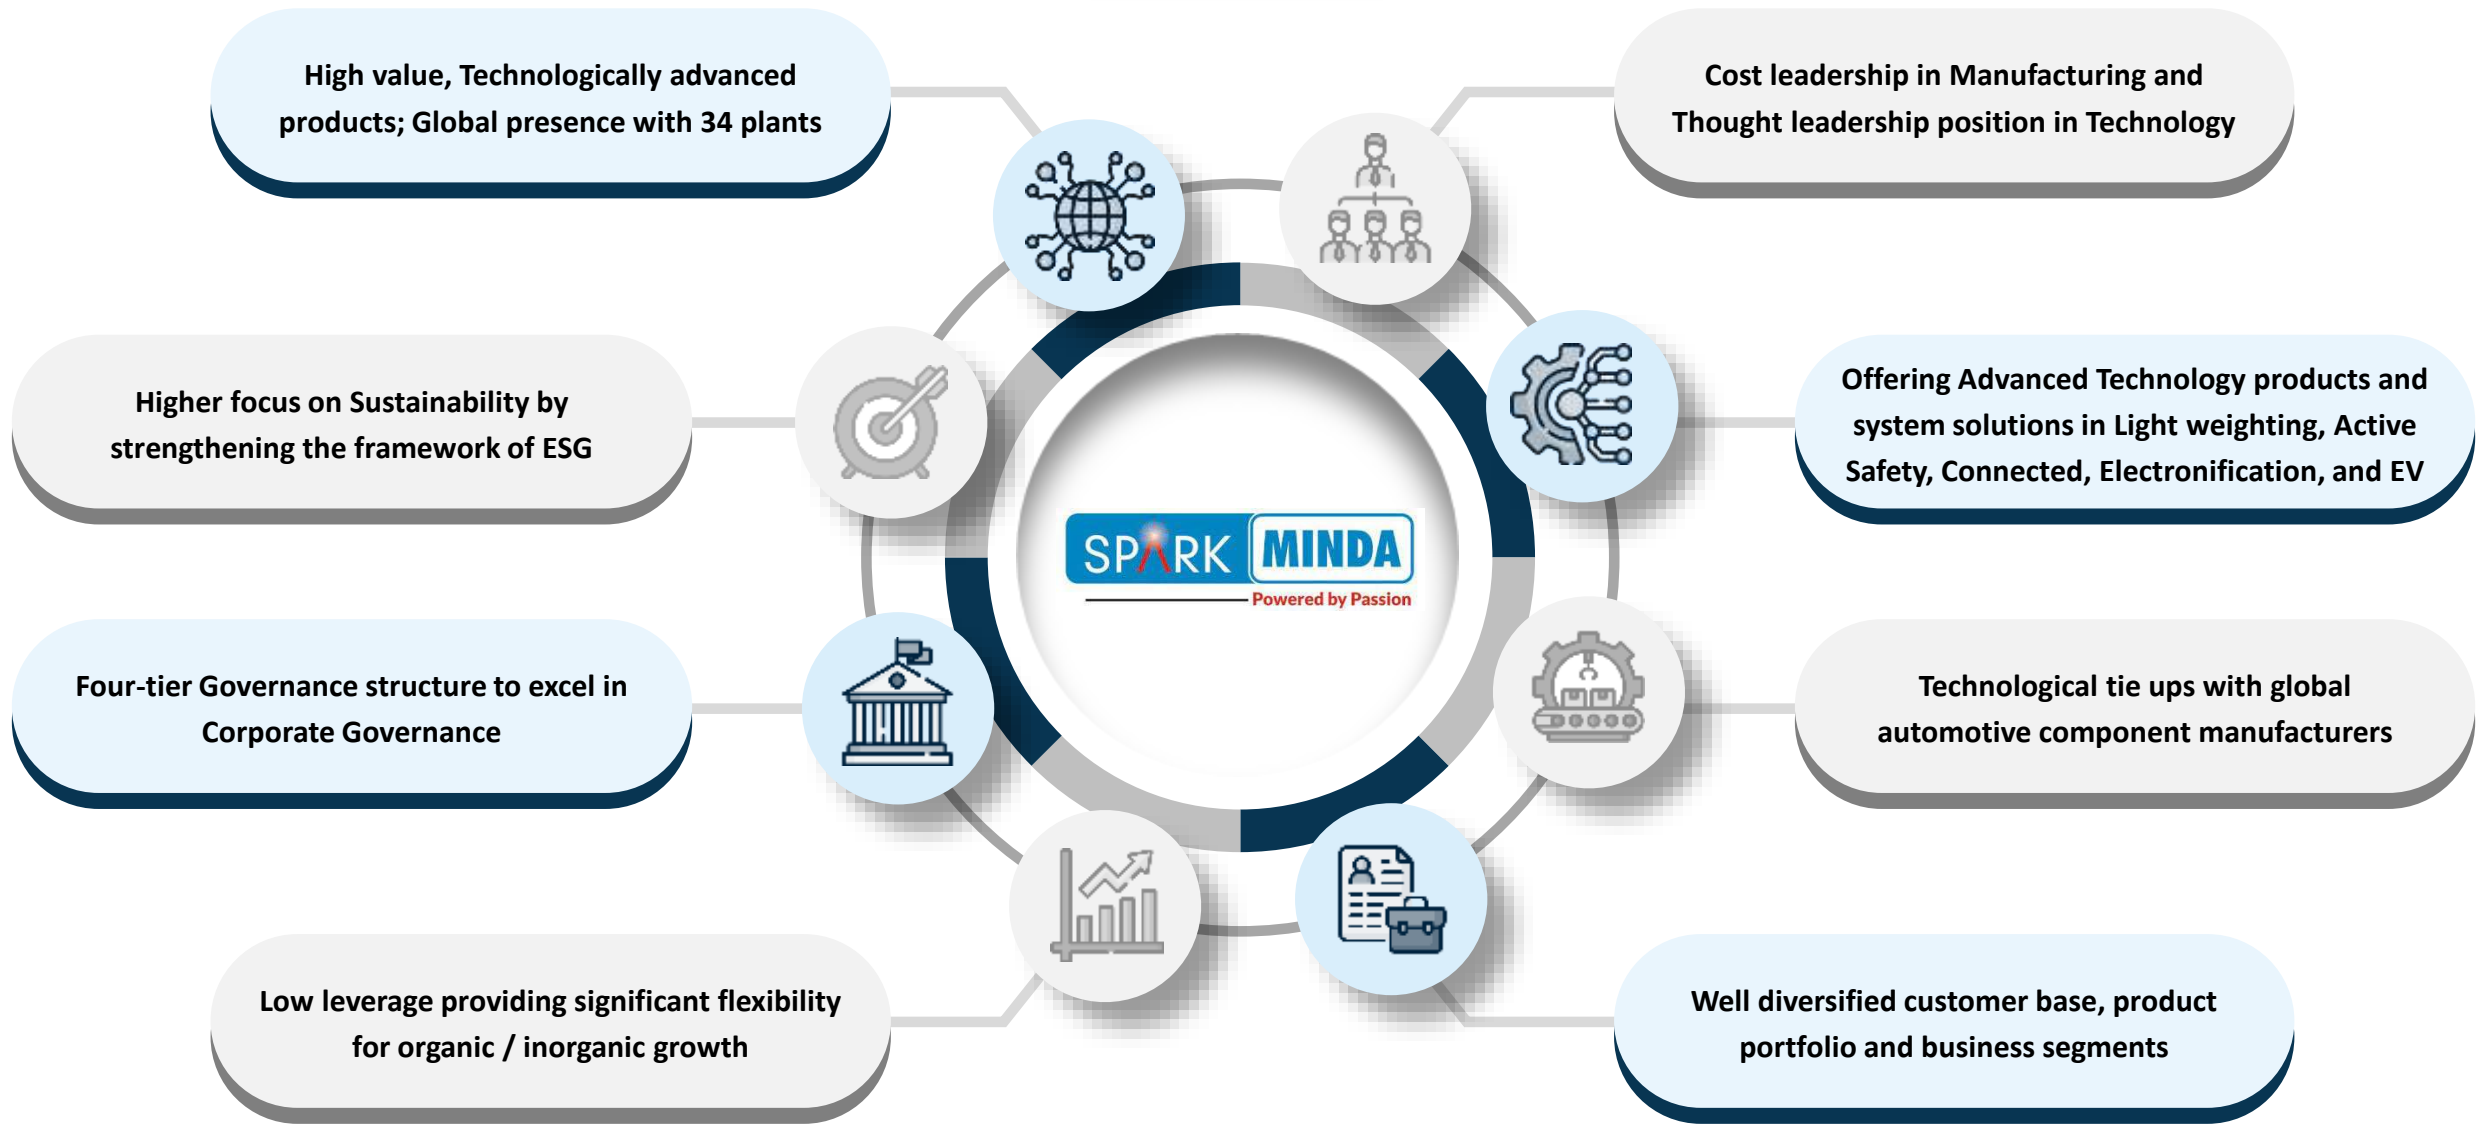 High value, Technologically advanced
products; Global presence with 34 plants
Cost leadership in Manufacturing and
Thought leadership position in Technology
Higher focus on Sustainability by
strengthening the framework of ESG
Offering Advanced Technology products and
system solutions in Light weighting, Active
Safety, Connected, Electronification, and EV
SPARK MINDA
Powered by Passion
Four-tier Governance structure to excel in
Corporate Governance
Technological tie ups with global
automotive component manufacturers
Low leverage providing significant flexibility
for organic / inorganic growth
Well diversified customer base, product
portfolio and business segments